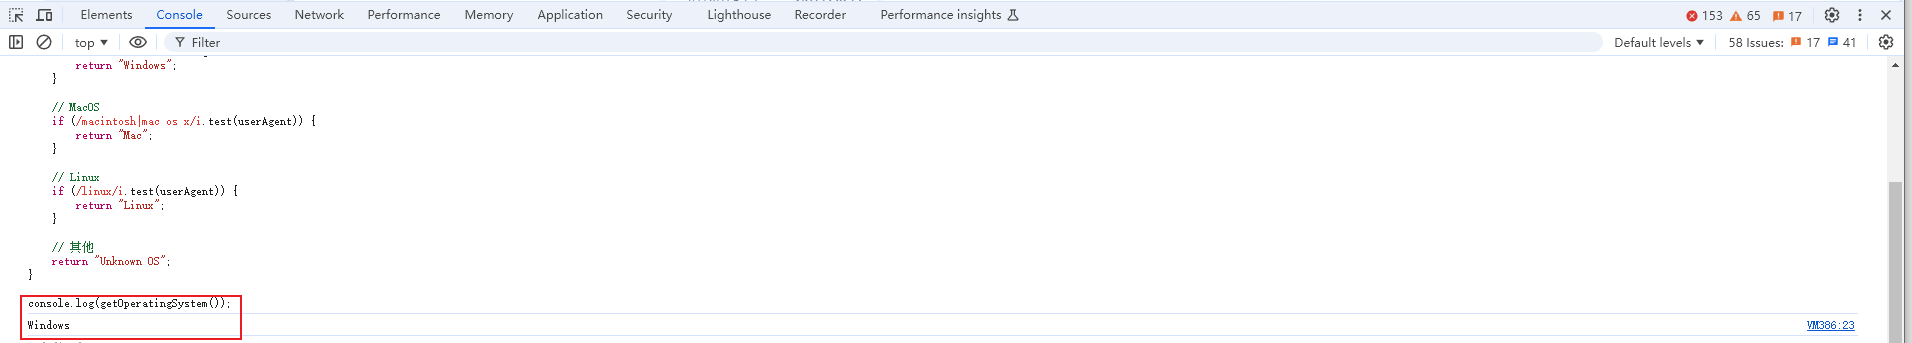 Elements Console Sources Network Performance Memory Application Security Lighthouse Recorder Performance insights 153 65 17
top Filter Default levels 58 Issues: 17 41
return "Windows";
}
// MacOS
if (/macintosh|mac os x/i.test(userAgent)) {
return "Mac";
}
// Linux
if (/linux/i.test(userAgent)) {
return "Linux";
}
// 其他
return "Unknown OS";
}
console.log(getOperatingSystem());
Windows VM386:23